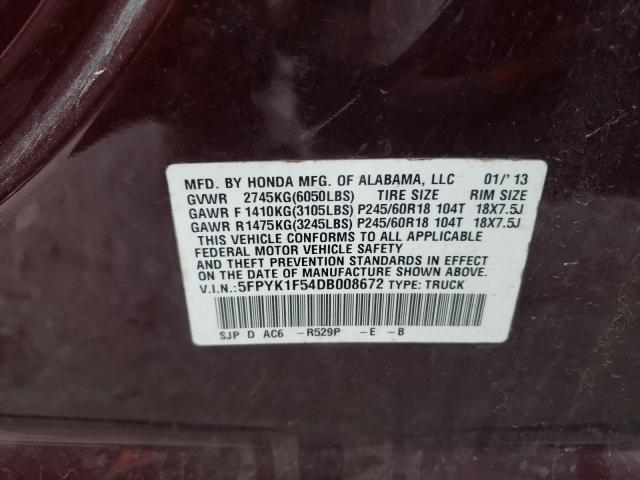 MFD. BY HONDA MFG. OF ALABAMA, LLC 01/'13
GVWR 2745KG(6050LBS) TIRE SIZE RIM SIZE
GAWR F 1410KG(3105LBS) P245/60R18 104T 18X7.5J
GAWR R1475KG(3245LBS) P245/60R18 104T 18X7.5J
THIS VEHICLE CONFORMS TO ALL APPLICABLE
FEDERAL MOTOR VEHICLE SAFETY
AND THEFT PREVENTION STANDARDS IN EFFECT
ON THE DATE OF MANUFACTURE SHOWN ABOVE.
V.I.N.:5FPYK1F54DB008672 TYPE: TRUCK
SJP D AC6 -R529P -E -B